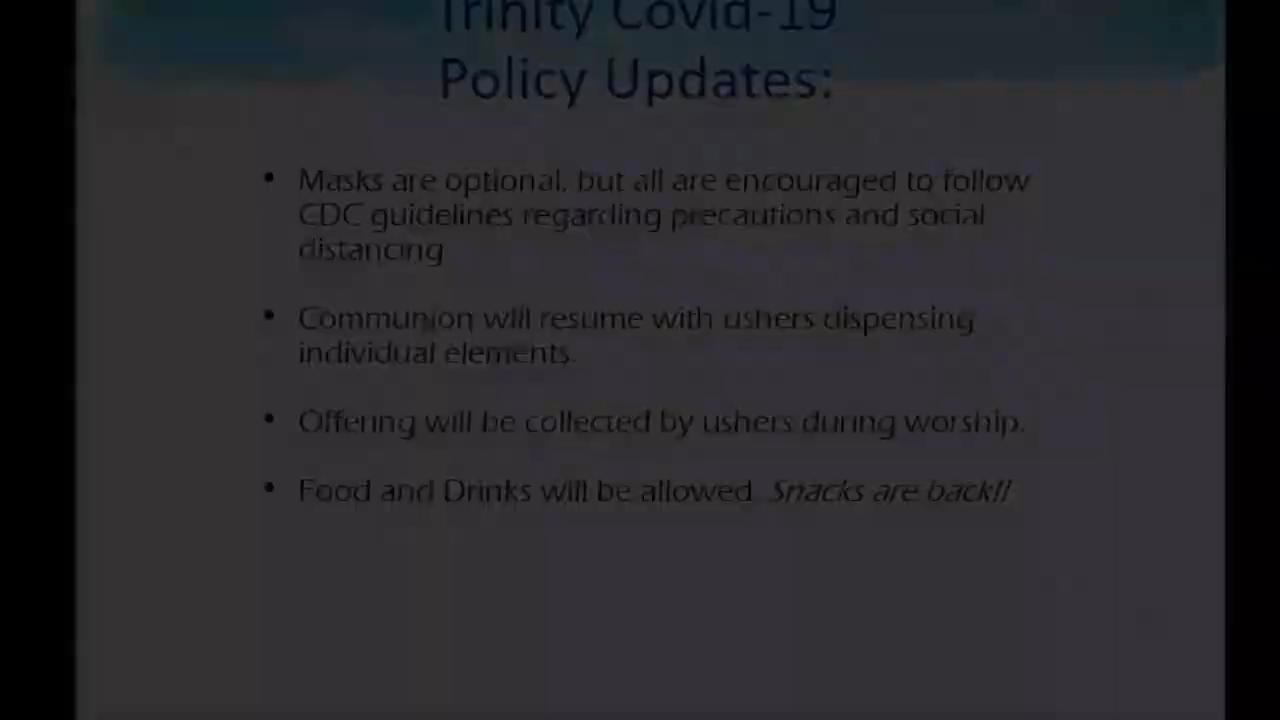 Trinity Covid-19
Policy Updates:
• Masks are optional, but all are encouraged to follow
CDC guidelines regarding precautions and social
distancing
• Communion will resume with ushers dispensing
individual elements.
• Offering will be collected by ushers during worship.
• Food and Drinks will be allowed. Snacks are back!!